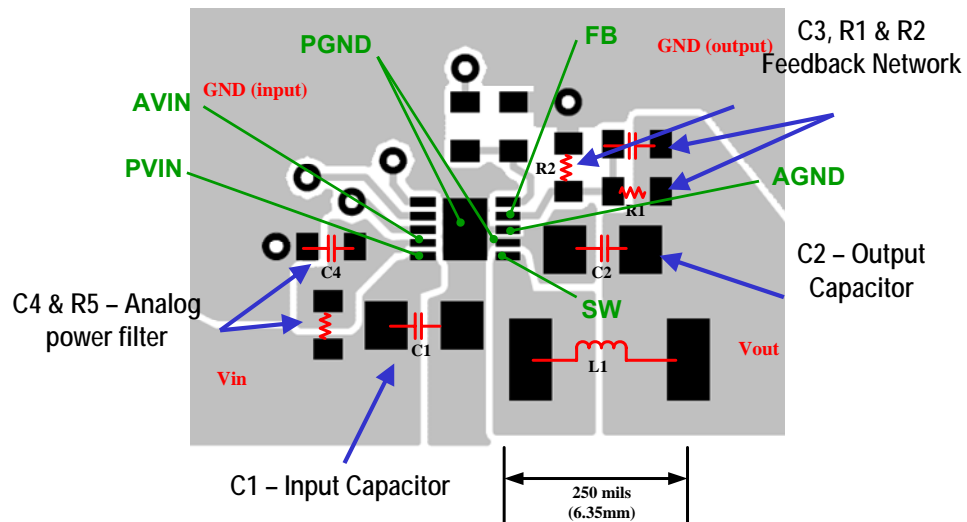 PGND
FB
GND (output)
C3, R1 & R2
Feedback Network
GND (input)
AVIN
PVIN
R2
R1
AGND
C4
C2
C2 – Output
Capacitor
C4 & R5 – Analog
power filter
SW
C1
L1
Vout
Vin
C1 – Input Capacitor
250 mils
(6.35mm)